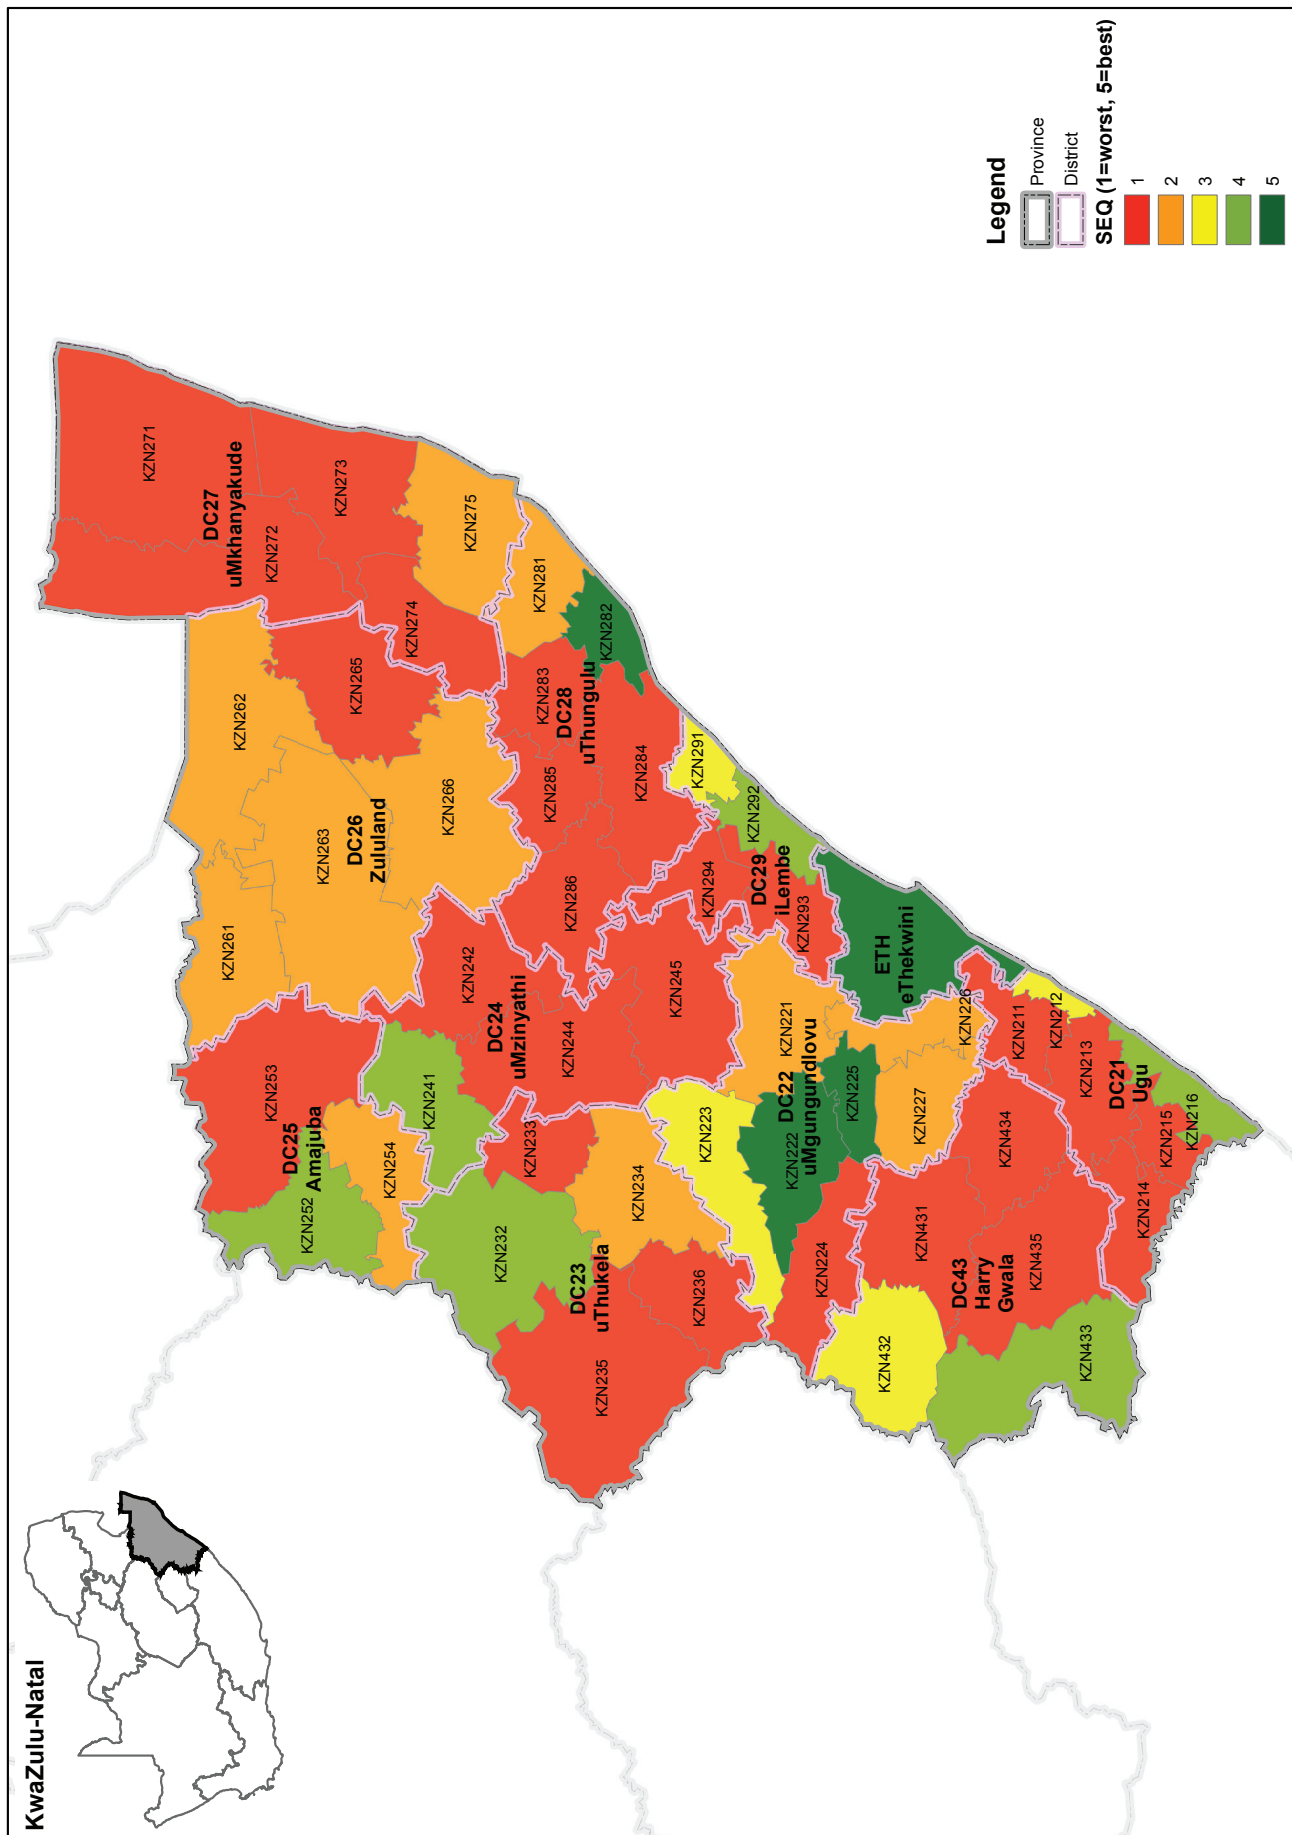 KwaZulu-Natal
KZN271
DC27
uMkhanyakude
KZN272
KZN273
KZN274
KZN275
KZN262
KZN265
KZN261
KZN263
DC26
Zululand
KZN266
KZN281
KZN282
KZN283
DC28
uThungulu
KZN285
KZN284
KZN286
KZN253
DC25
Amajuba
KZN252
KZN254
KZN241
KZN242
DC24
uMzinyathi
KZN244
KZN245
KZN291
KZN292
KZN294
DC29
iLembe
KZN293
KZN232
KZN233
KZN234
DC23
uThukela
KZN235
KZN236
KZN223
KZN221
DC22
uMgungundlovu
KZN222
KZN225
KZN224
KZN227
KZN226
ETH
eThekwini
KZN211
KZN212
KZN213
DC21
Ugu
KZN215
KZN216
KZN214
KZN434
KZN431
KZN435
DC43
Harry
Gwala
KZN432
KZN433
Legend
Province
District
SEQ (1=worst, 5=best)
1
2
3
4
5